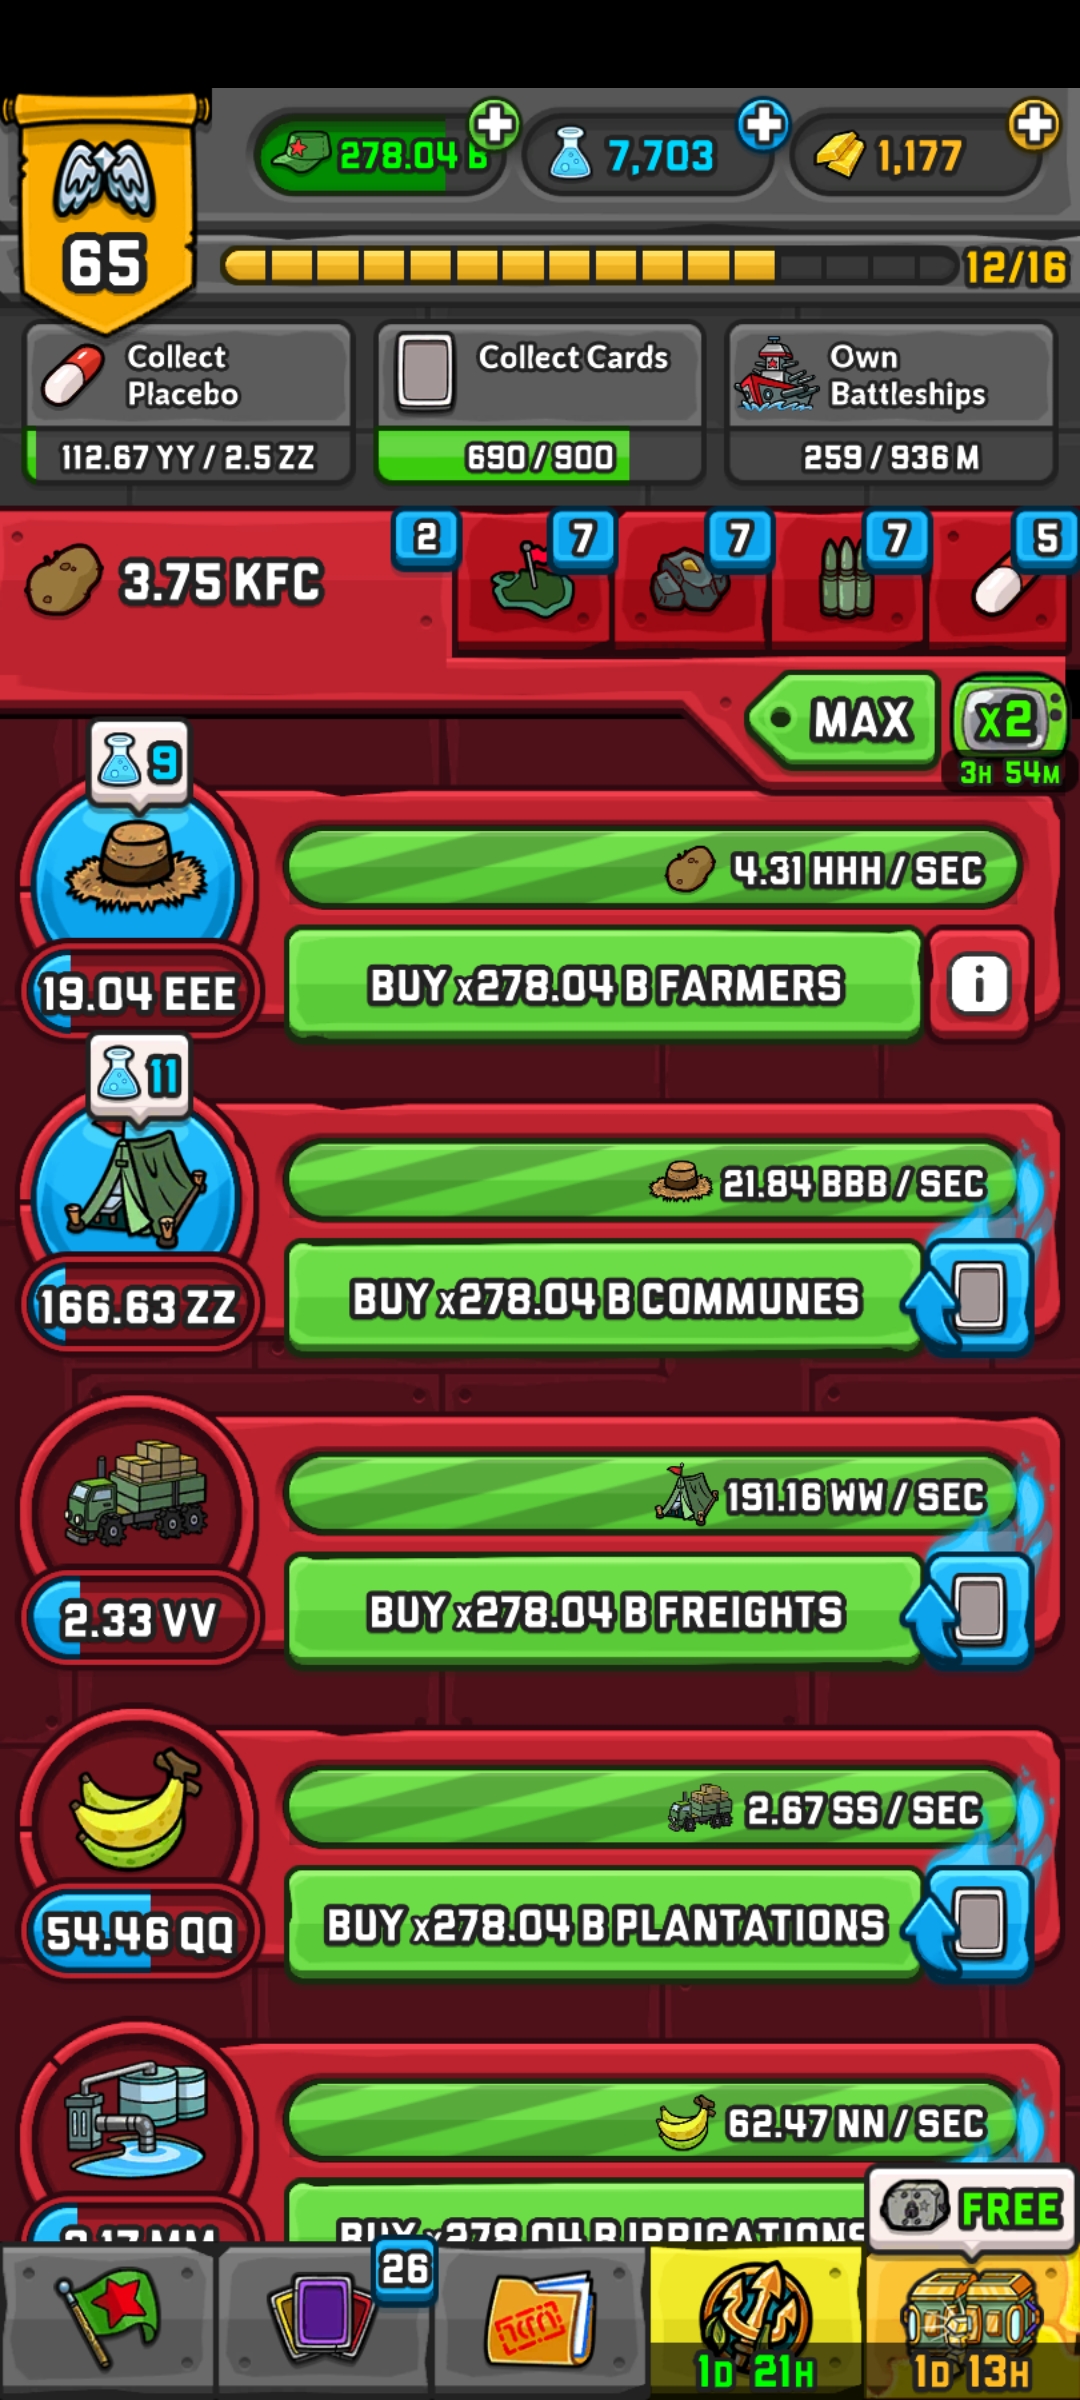 278.04 B
7,703
1,177
65
12/16
Collect
Placebo
112.67 YY / 2.5 ZZ
Collect Cards
690 / 900
Own
Battleships
259 / 936 M
3.75 KFC
2
7
7
7
5
MAX
x2
3H 54M
9
4.31 HHH / SEC
19.04 EEE
BUY x278.04 B FARMERS
i
11
21.84 BBB / SEC
166.63 ZZ
BUY x278.04 B COMMUNES
191.16 WW / SEC
2.33 VV
BUY x278.04 B FREIGHTS
2.67 SS / SEC
54.46 QQ
BUY x278.04 B PLANTATIONS
62.47 NN / SEC
BUY x278.04 B IRRIGATIONS
FREE
26
1D 21H
1D 13H